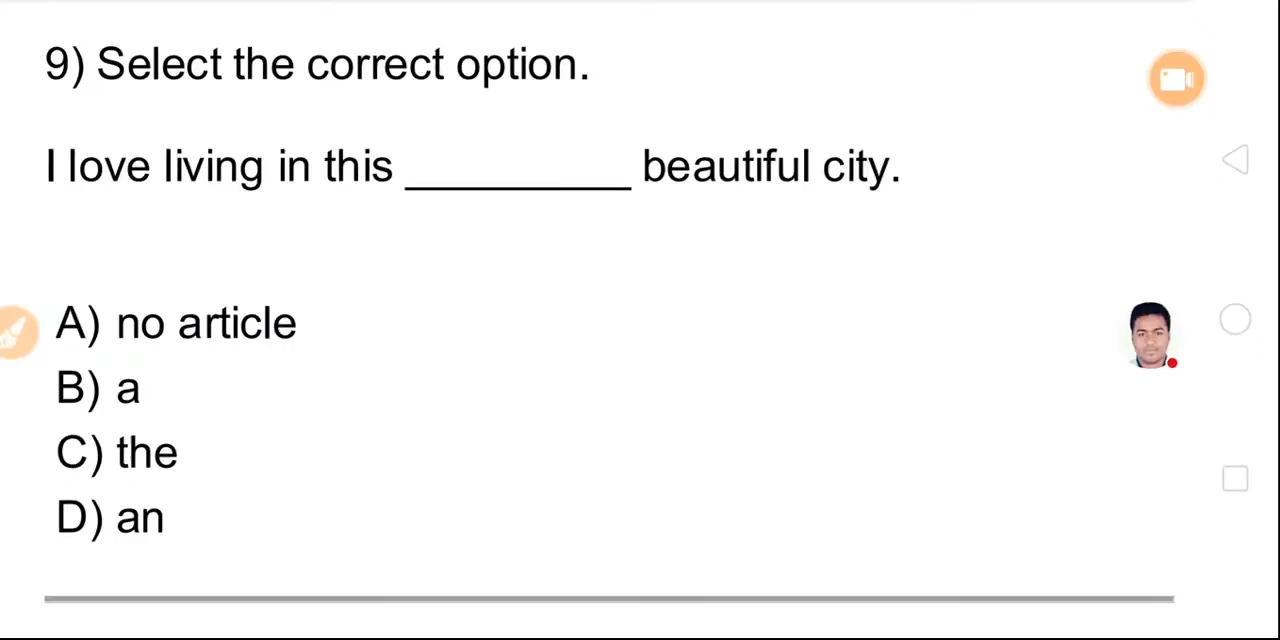 9) Select the correct option.
I love living in this __________ beautiful city.
A) no article
B) a
C) the
D) an